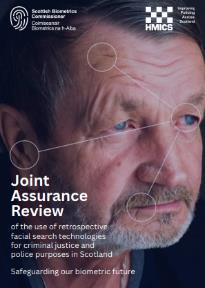 Scottish Biometrics
Commissioner
Coimiseanair
Biometrics na h-Alba
HMICS
Improving
Policing
Across
Scotland
Joint
Assurance
Review
of the use of retrospective
facial search technologies
for criminal justice and
police purposes in Scotland
Safeguarding our biometric future